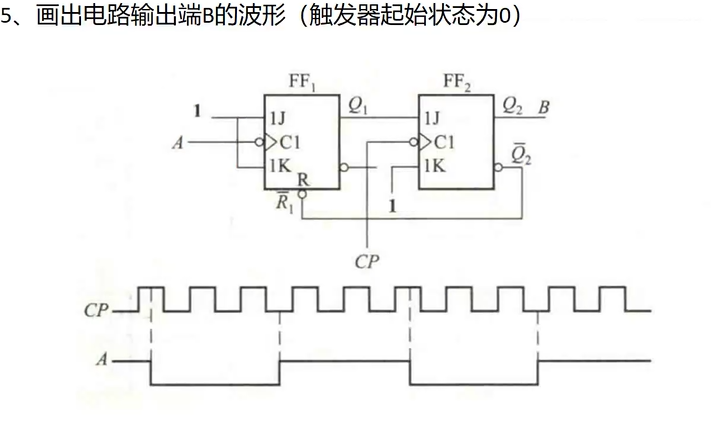 5、画出电路输出端B的波形（触发器起始状态为0）
FF₁ FF₂
1 1J Q₁ 1J Q₂ B
A C1 C1
1K 1K Q̅₂
R
R̅₁ 1
CP
CP
A